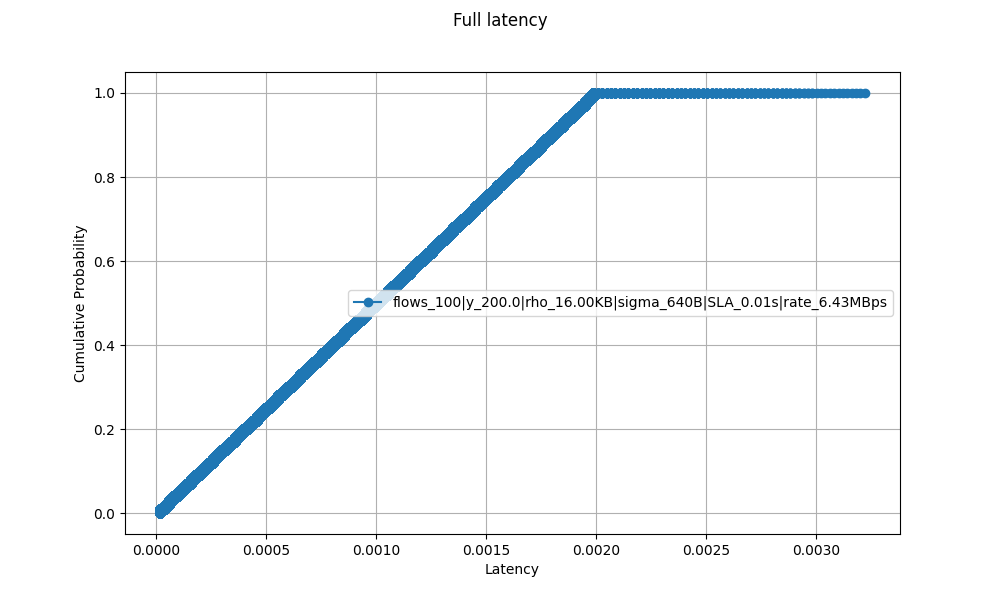 Full latency
1.0
0.8
0.6
0.4
0.2
0.0
Cumulative Probability
flows_100|y_200.0|rho_16.00KB|sigma_640B|SLA_0.01s|rate_6.43MBps
0.0000 0.0005 0.0010 0.0015 0.0020 0.0025 0.0030
Latency